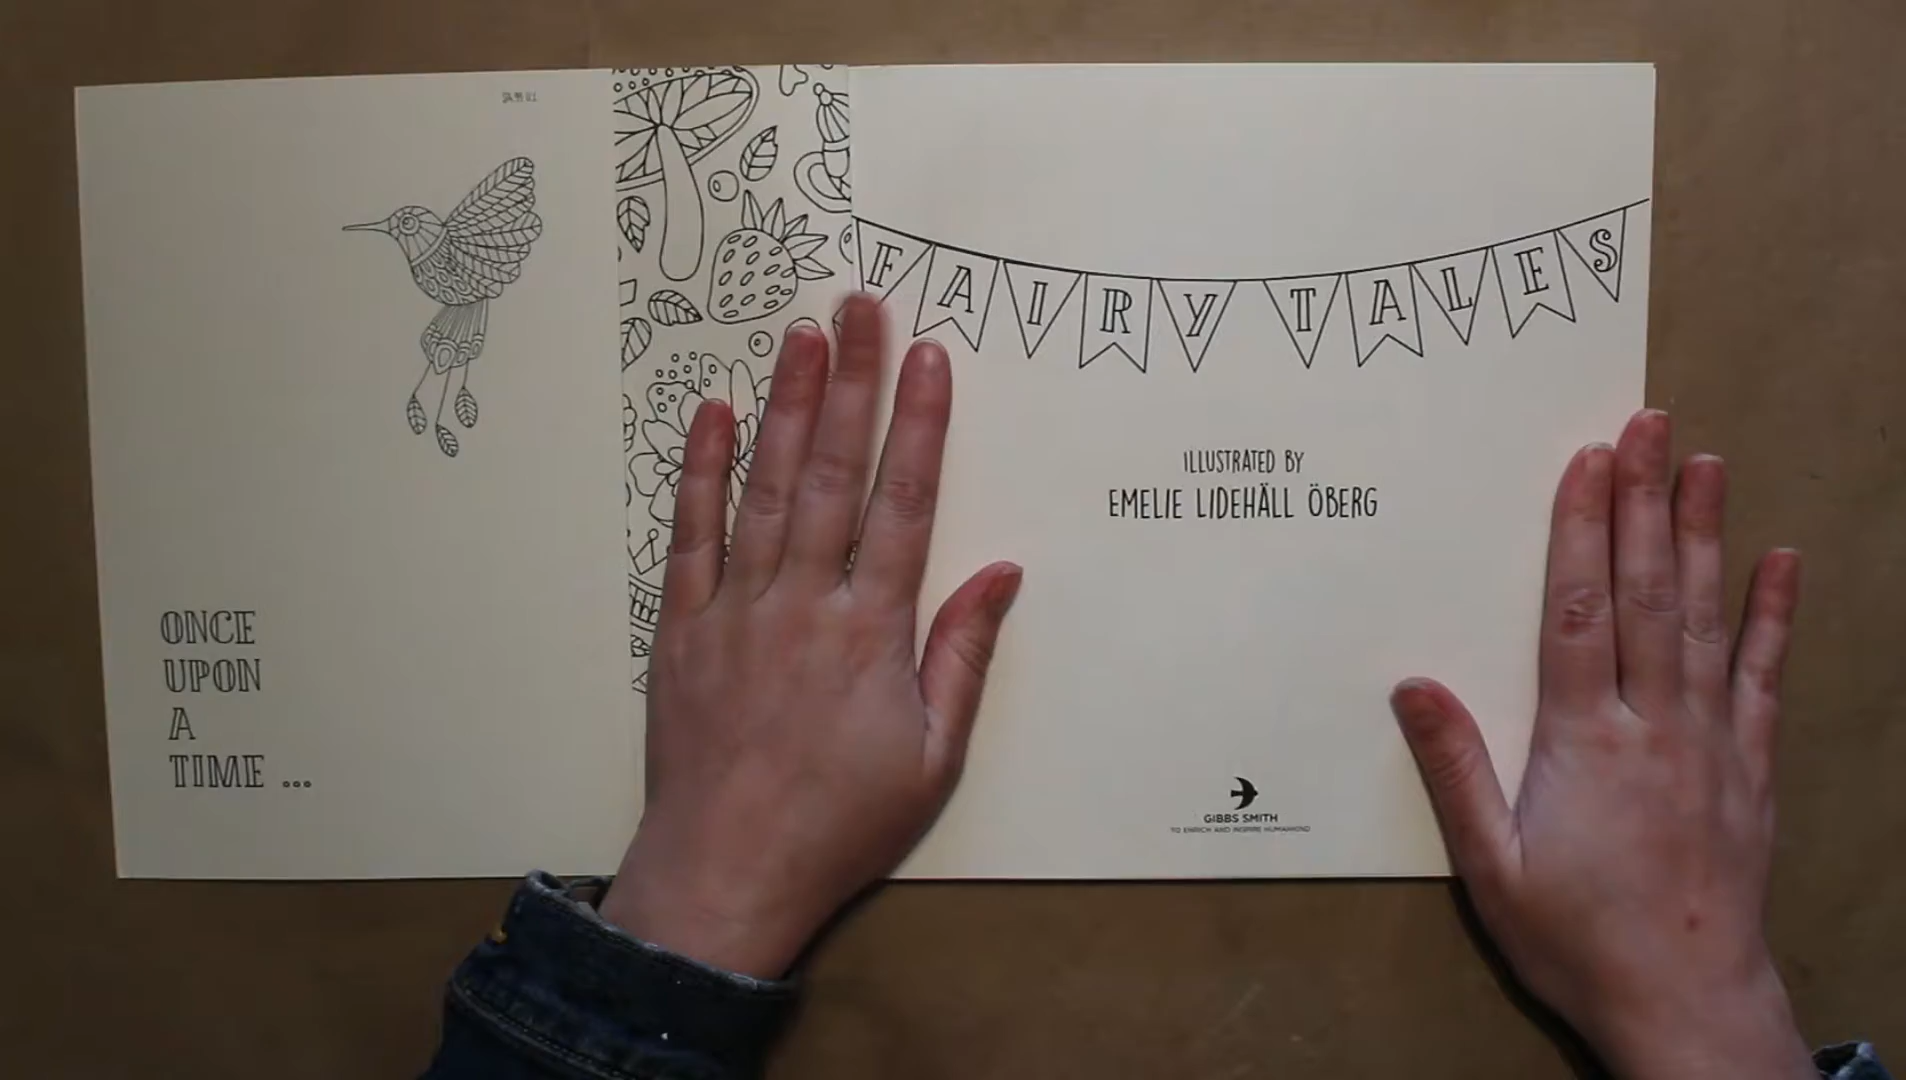 ONCE
UPON
A
TIME ...
FAIRY TALES
ILLUSTRATED BY
EMELIE LIDEHÄLL ÖBERG
GIBBS SMITH
TO ENRICH AND INSPIRE HUMANKIND